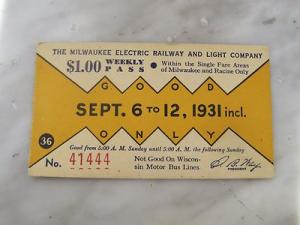 THE MILWAUKEE ELECTRIC RAILWAY AND LIGHT COMPANY
$1.00 WEEKLY PASS • Within the Single Fare Areas of Milwaukee and Racine Only
GOOD
SEPT. 6 TO 12, 1931 incl.
ONLY
36
Good from 5:00 A. M. Sunday until 5:00 A. M. the following Sunday
No. 41444
Not Good On Wiscon-
sin Motor Bus Lines
PRESIDENT